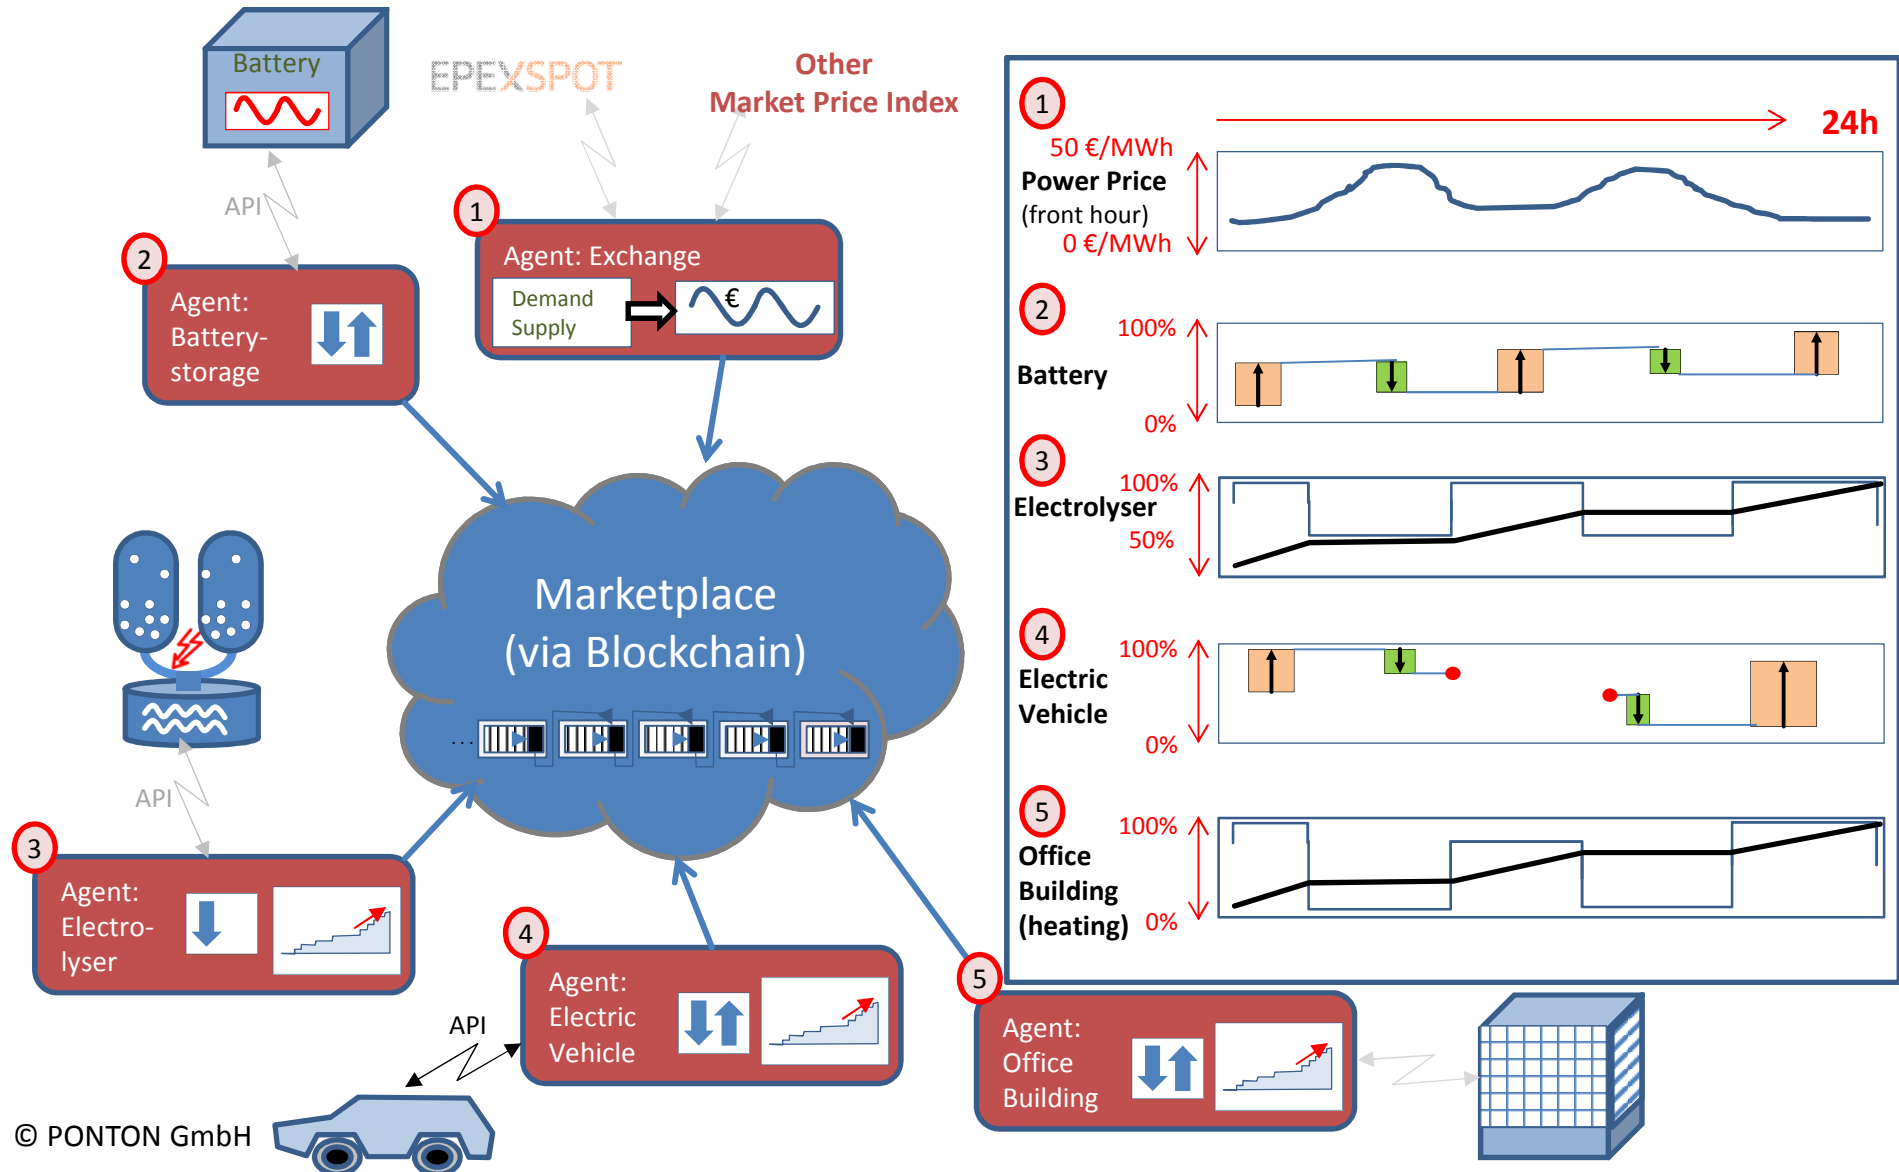 Battery
EPEXSPOT
Other
Market Price Index
API
1
Agent: Exchange
Demand
Supply
€
2
Agent:
Battery-
storage
Marketplace
(via Blockchain)
...
API
3
Agent:
Electro-
lyser
4
Agent:
Electric
Vehicle
API
5
Agent:
Office
Building
© PONTON GmbH
1
24h
50 €/MWh
Power Price
(front hour)
0 €/MWh
2
100%
Battery
0%
3
100%
Electrolyser
50%
4
100%
Electric
Vehicle
0%
5
100%
Office
Building
(heating)
0%